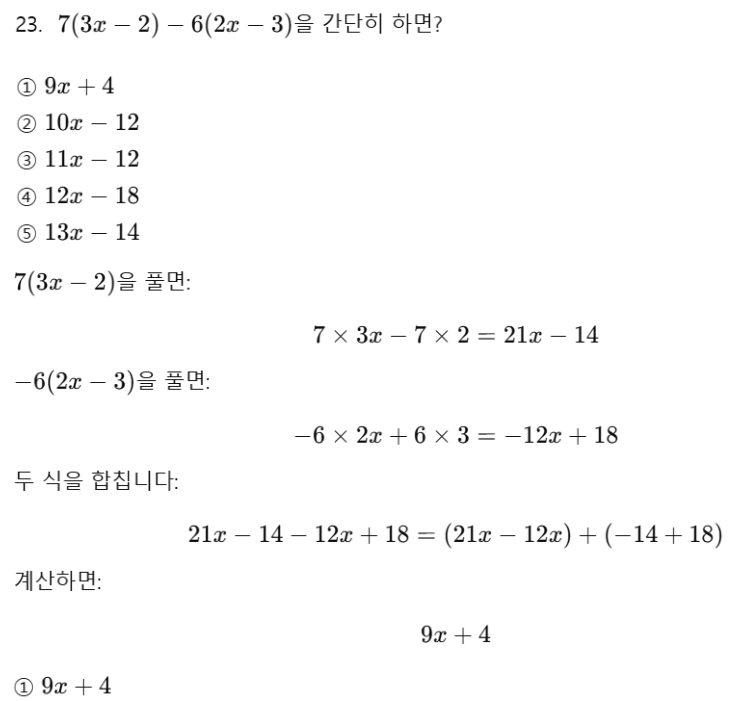 23. 7(3x − 2) − 6(2x − 3)을 간단히 하면?
① 9x + 4
② 10x − 12
③ 11x − 12
④ 12x − 18
⑤ 13x − 14
7(3x − 2)을 풀면:
7 × 3x − 7 × 2 = 21x − 14
−6(2x − 3)을 풀면:
−6 × 2x + 6 × 3 = −12x + 18
두 식을 합칩니다:
21x − 14 − 12x + 18 = (21x − 12x) + (−14 + 18)
계산하면:
9x + 4
① 9x + 4